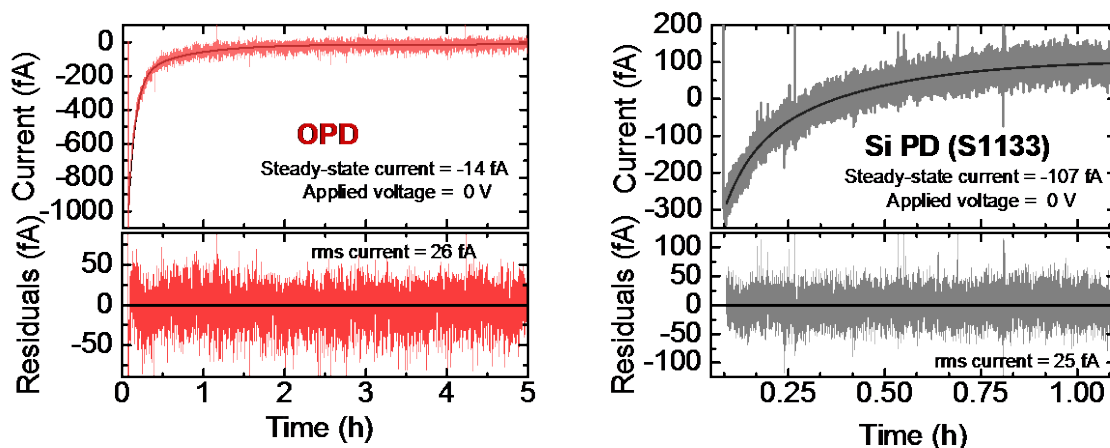 Current (fA)
0
-200
-400
-600
-800
-1000
OPD
Steady-state current = -14 fA
Applied voltage = 0 V
Residuals (fA)
50
0
-50
rms current = 26 fA
0 1 2 3 4 5
Time (h)
Current (fA)
200
100
0
-100
-200
-300
Si PD (S1133)
Steady-state current = -107 fA
Applied voltage = 0 V
Residuals (fA)
100
50
0
-50
-100
rms current = 25 fA
0.25 0.50 0.75 1.00
Time (h)